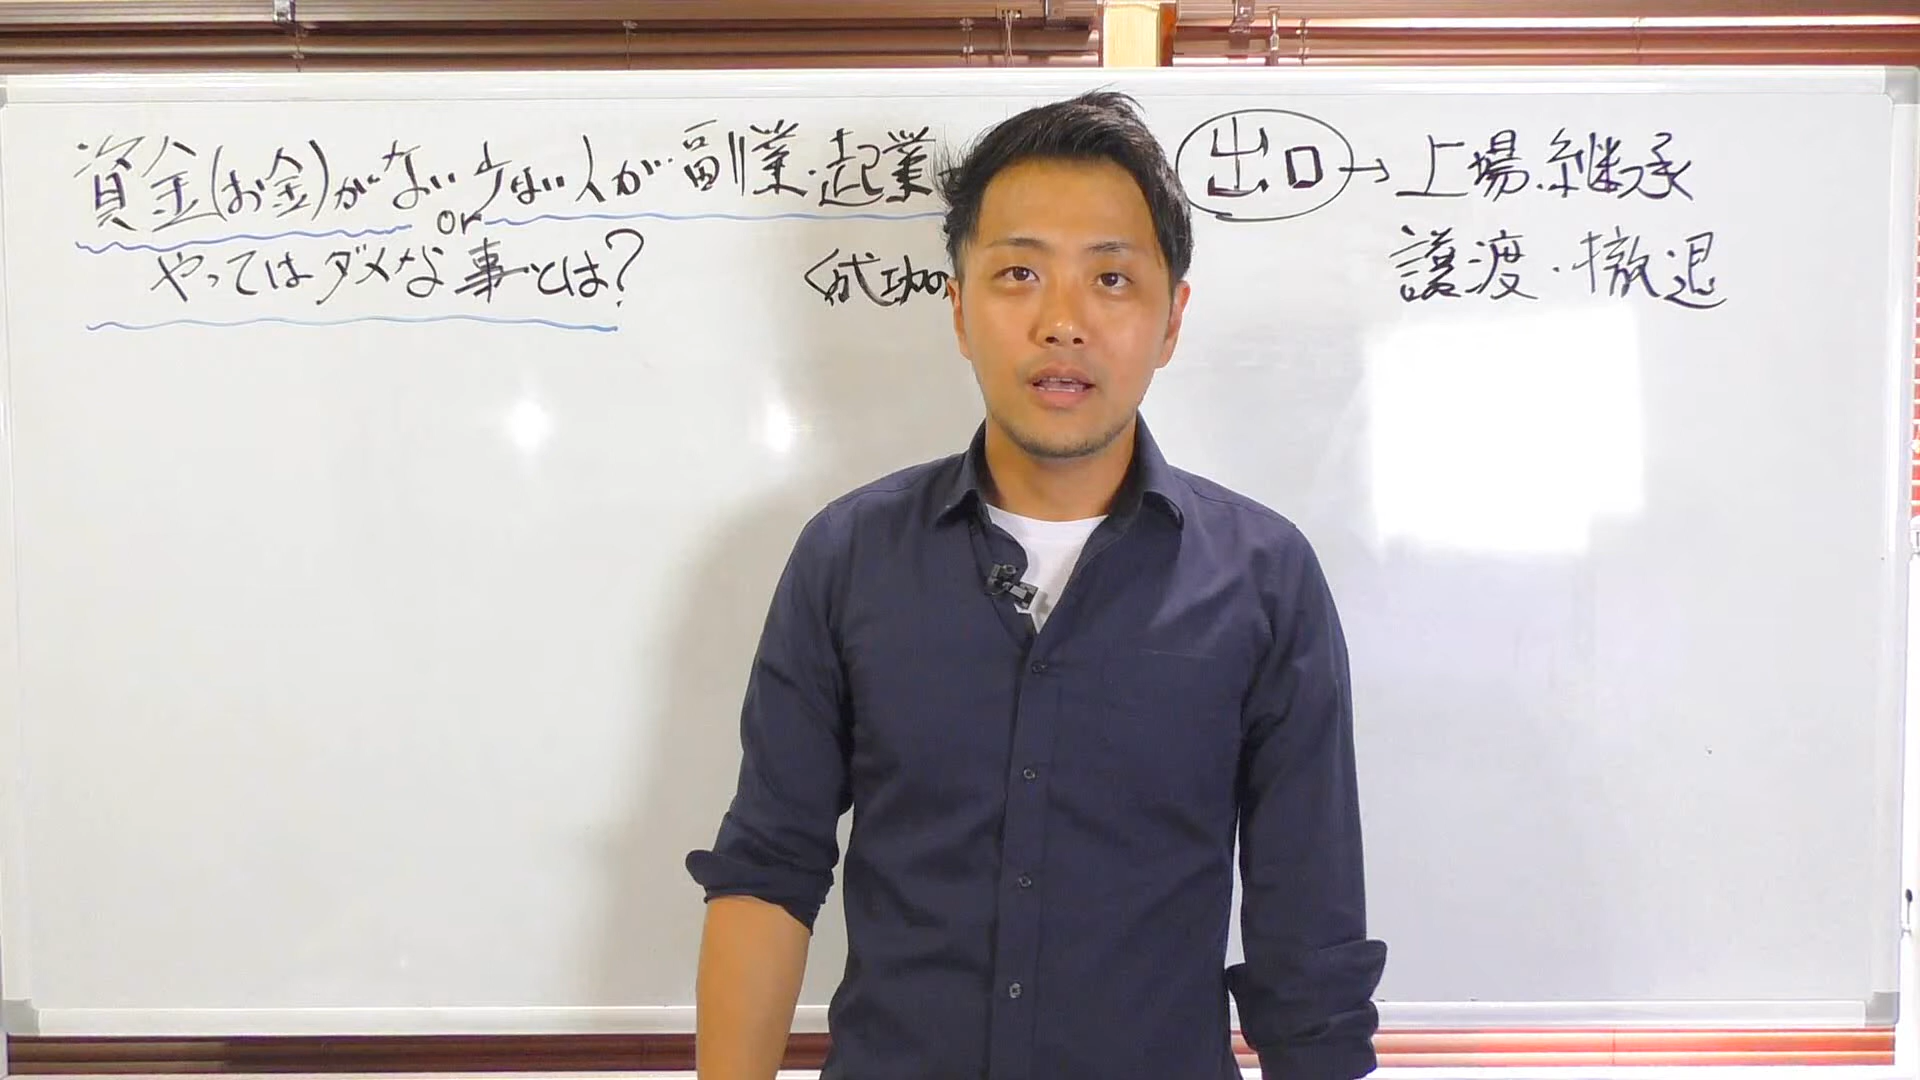 資金(お金)がない 少ない人が副業・起業
or
やってはダメな事とは?
<成功の
出口→上場・継承
譲渡・撤退